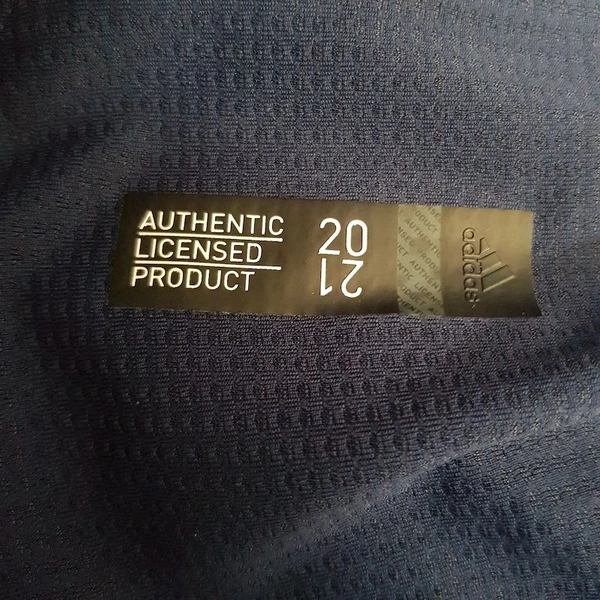 AUTHENTIC
LICENSED
PRODUCT
20
21
adidas